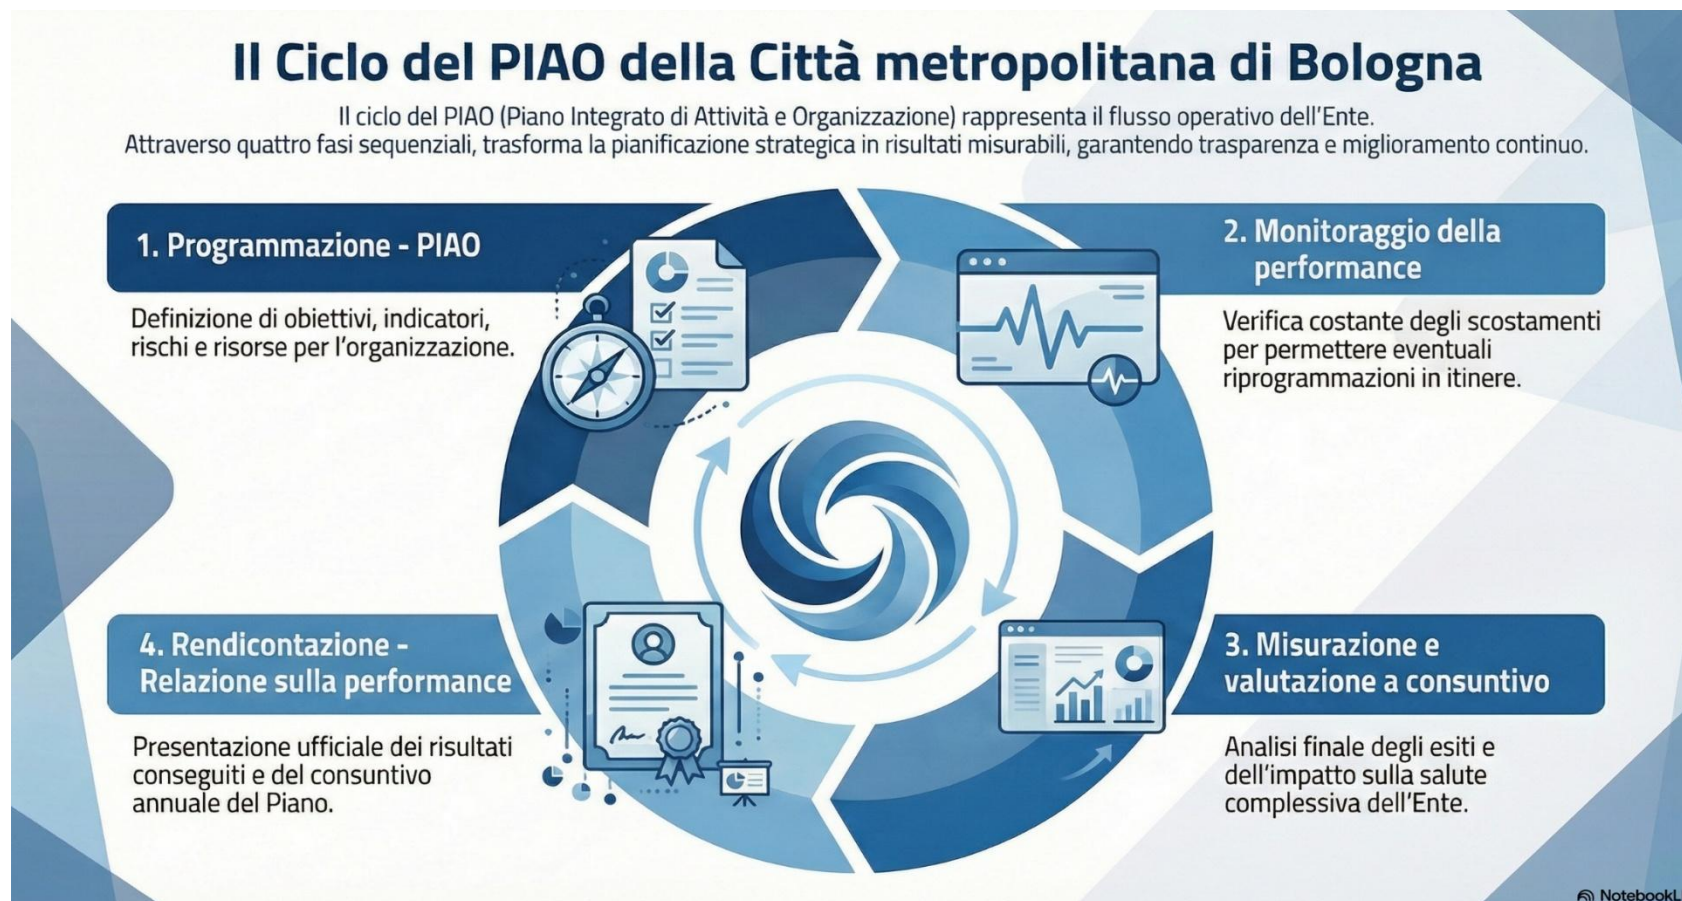 Il Ciclo del PIAO della Città metropolitana di Bologna
Il ciclo del PIAO (Piano Integrato di Attività e Organizzazione) rappresenta il flusso operativo dell'Ente.
Attraverso quattro fasi sequenziali, trasforma la pianificazione strategica in risultati misurabili, garantendo trasparenza e miglioramento continuo.
1. Programmazione - PIAO
Definizione di obiettivi, indicatori,
rischi e risorse per l'organizzazione.
2. Monitoraggio della
performance
Verifica costante degli scostamenti
per permettere eventuali
riprogrammazioni in itinere.
3. Misurazione e
valutazione a consuntivo
Analisi finale degli esiti e
dell'impatto sulla salute
complessiva dell'Ente.
4. Rendicontazione -
Relazione sulla performance
Presentazione ufficiale dei risultati
conseguiti e del consuntivo
annuale del Piano.
NotebookL